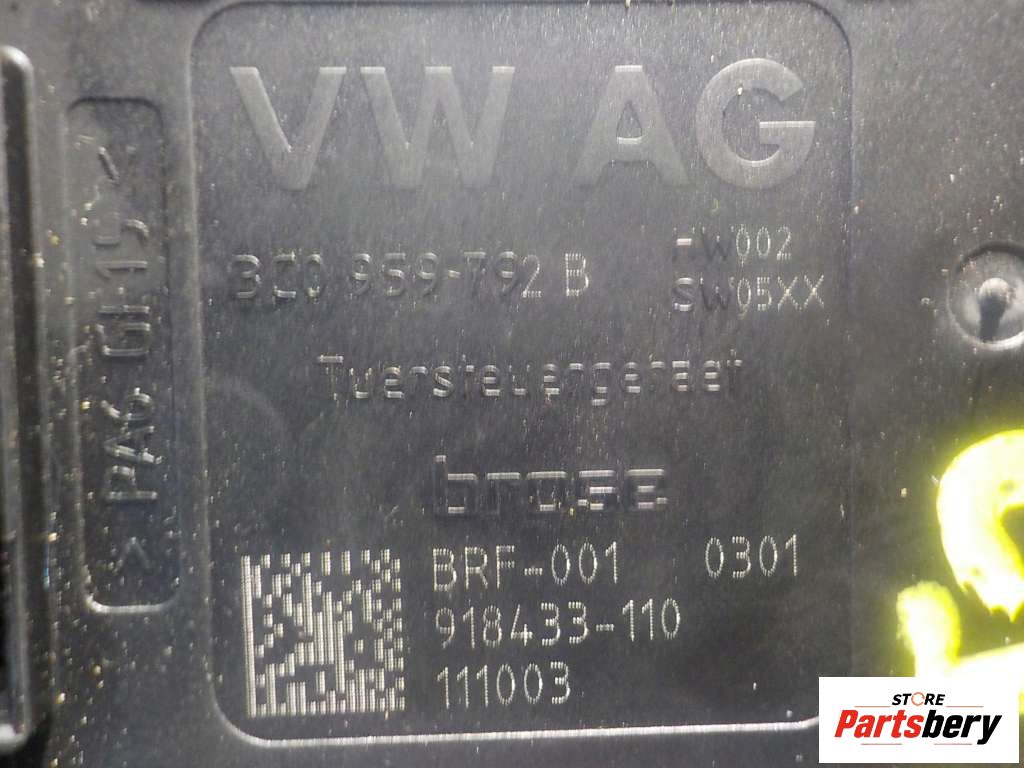 VW AG
3C0 959-792 B
HW002
SW05XX
Tuersteuergeraet
brose
BRF-001 0301
918433-110
111003
>PA6 GF15<
STORE
Partsbery